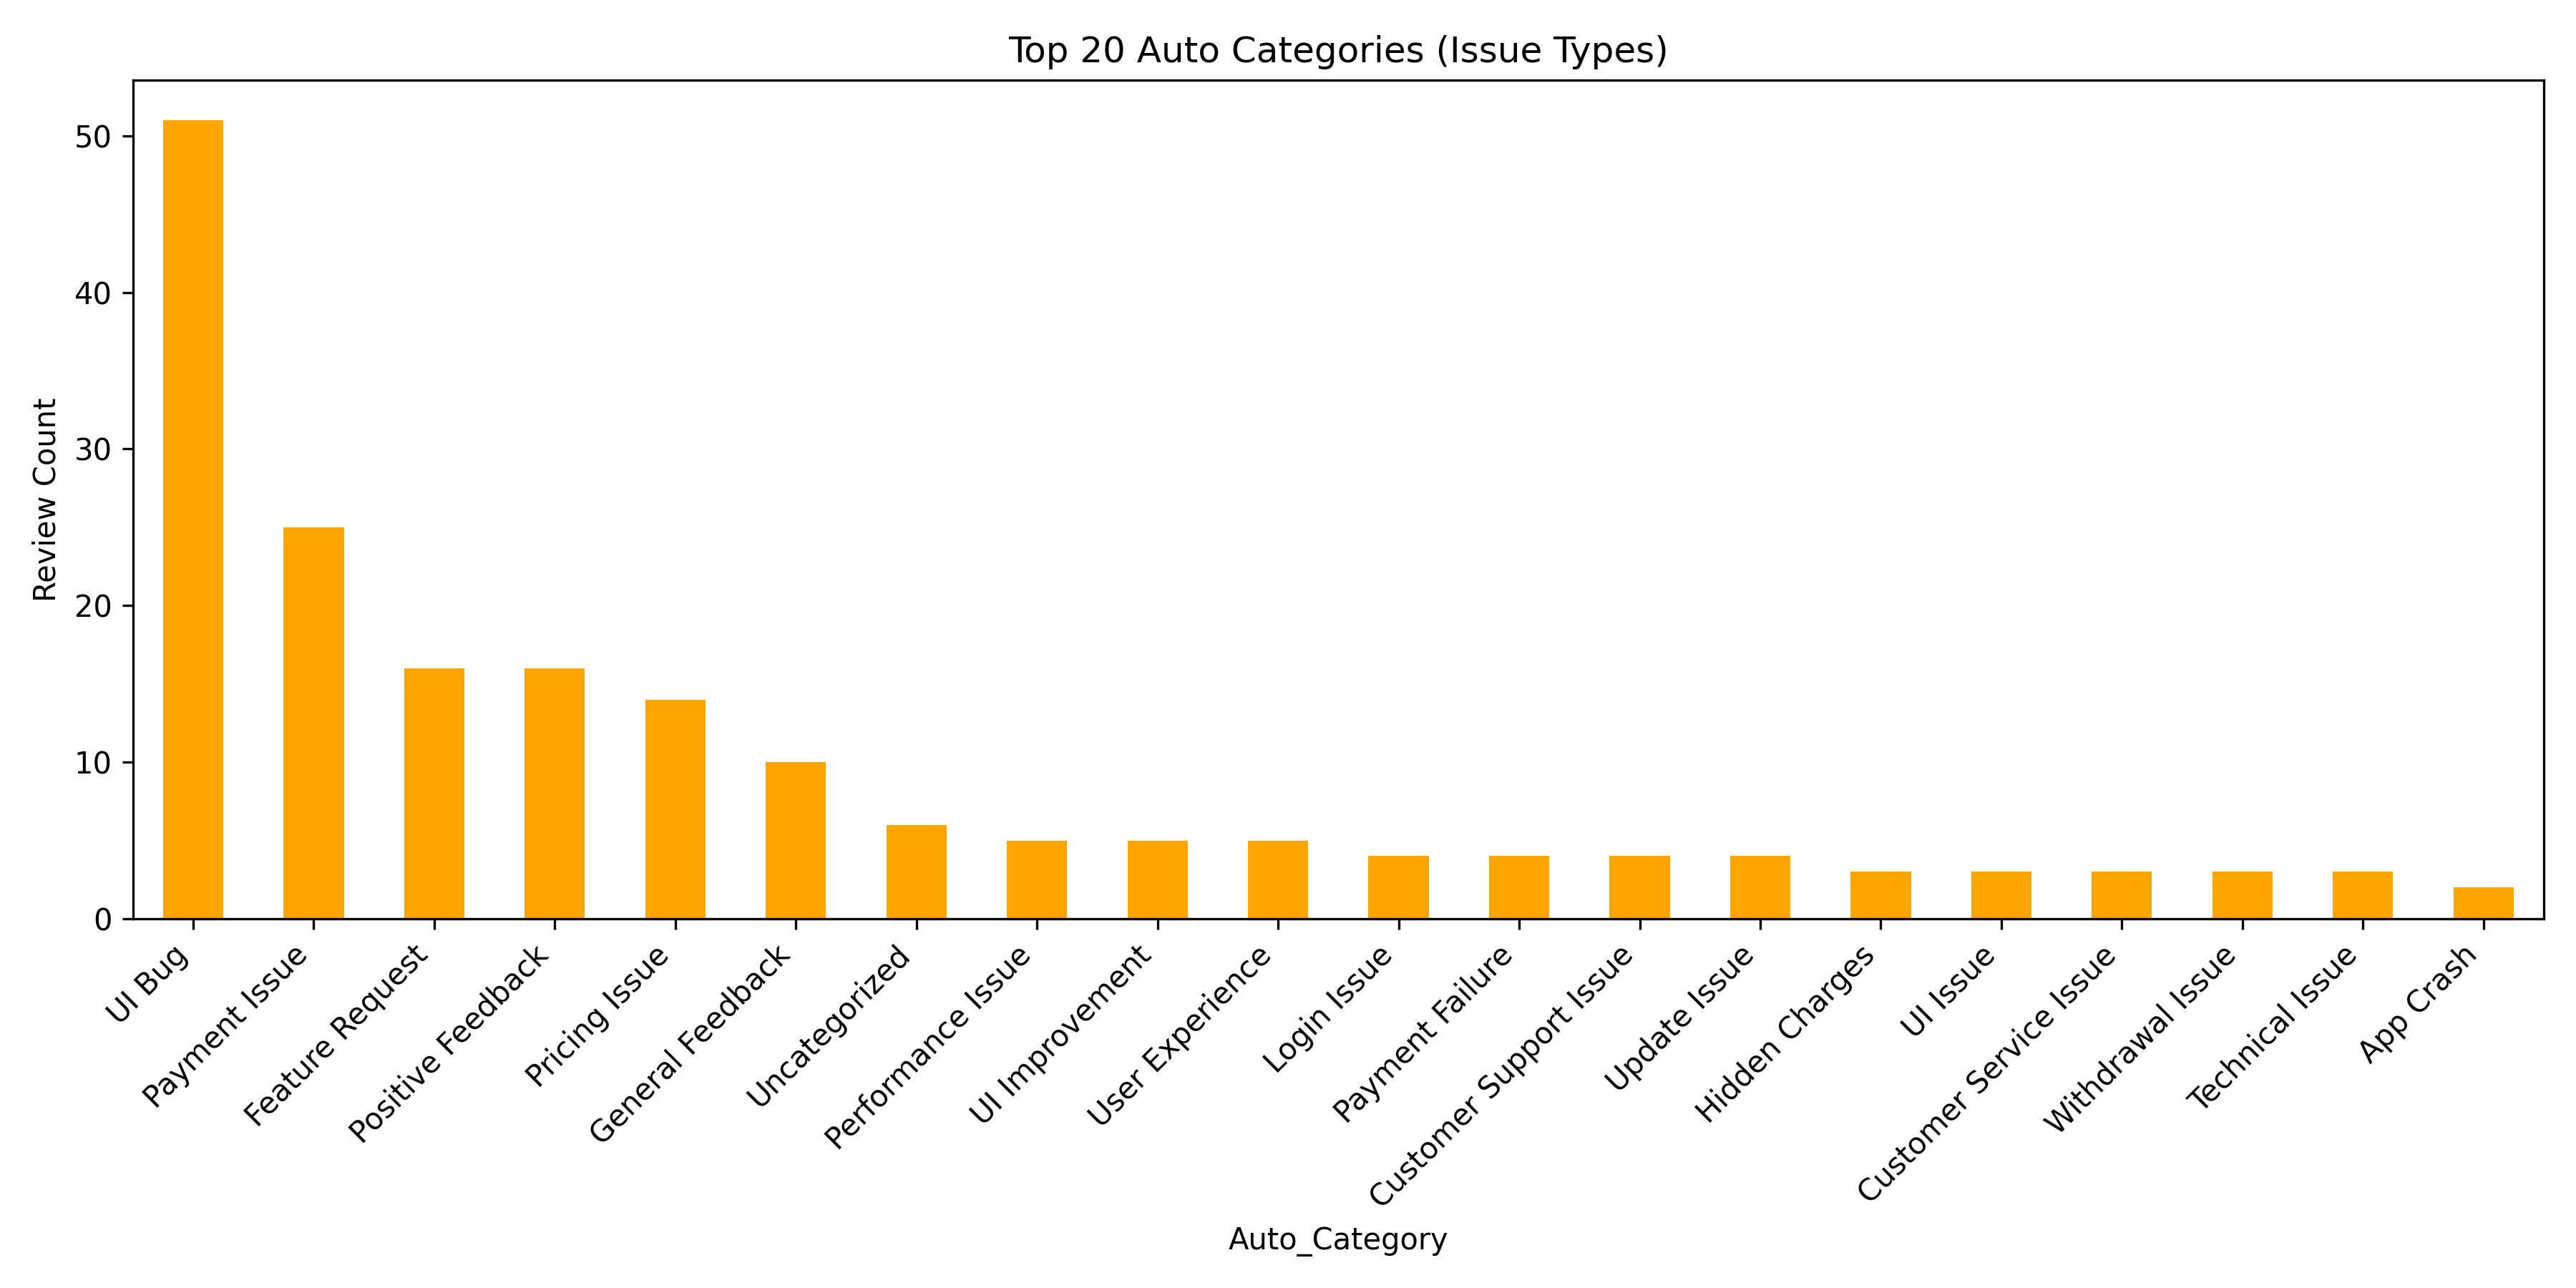 Top 20 Auto Categories (Issue Types)
Review Count
50
40
30
20
10
0
UI Bug
Payment Issue
Feature Request
Positive Feedback
Pricing Issue
General Feedback
Uncategorized
Performance Issue
UI Improvement
User Experience
Login Issue
Payment Failure
Customer Support Issue
Update Issue
Hidden Charges
UI Issue
Customer Service Issue
Withdrawal Issue
Technical Issue
App Crash
Auto_Category